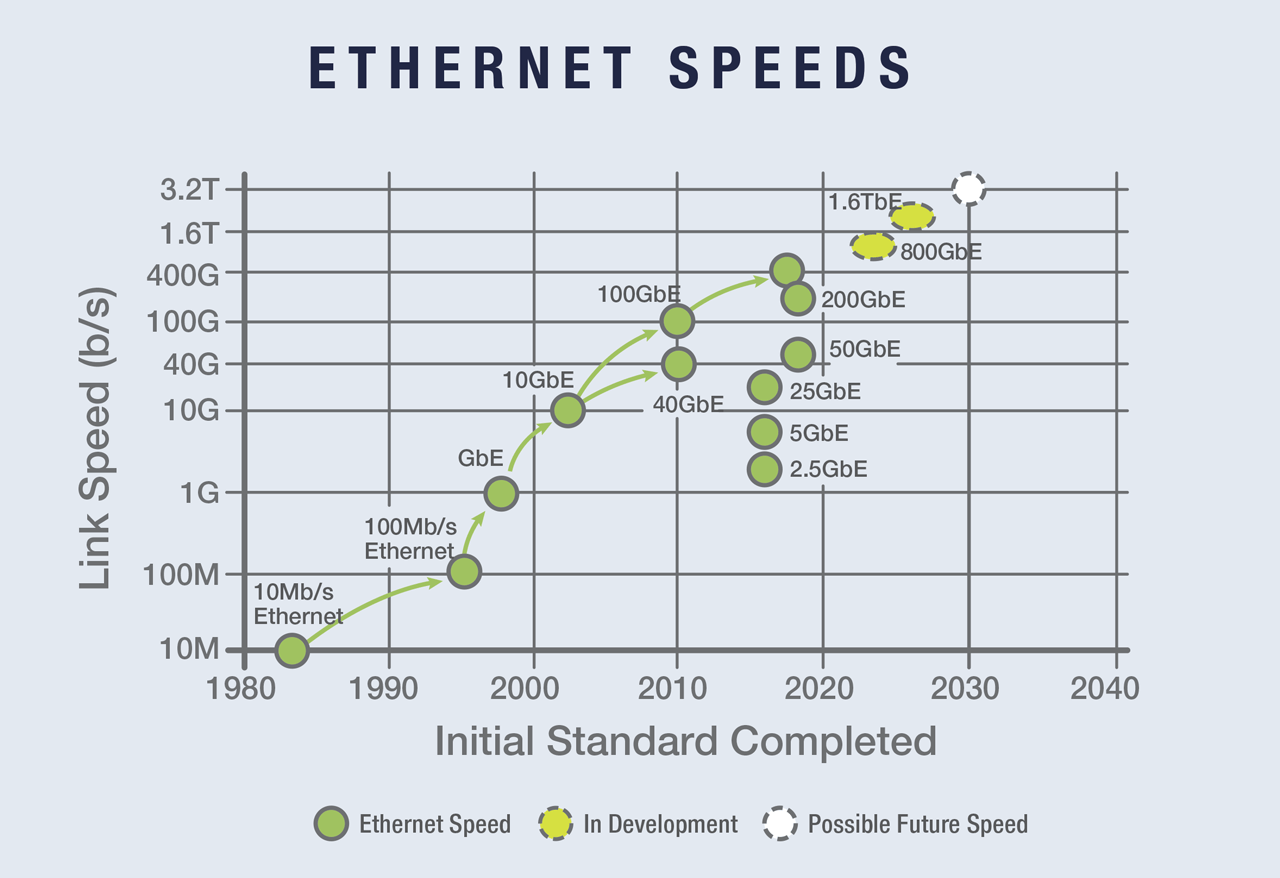 ETHERNET SPEEDS
3.2T
1.6T
400G
100G
40G
10G
1G
100M
10M
Link Speed (b/s)
1.6TbE
800GbE
100GbE
200GbE
50GbE
10GbE
25GbE
40GbE
5GbE
GbE
2.5GbE
100Mb/s
Ethernet
10Mb/s
Ethernet
1980
1990
2000
2010
2020
2030
2040
Initial Standard Completed
Ethernet Speed
In Development
Possible Future Speed